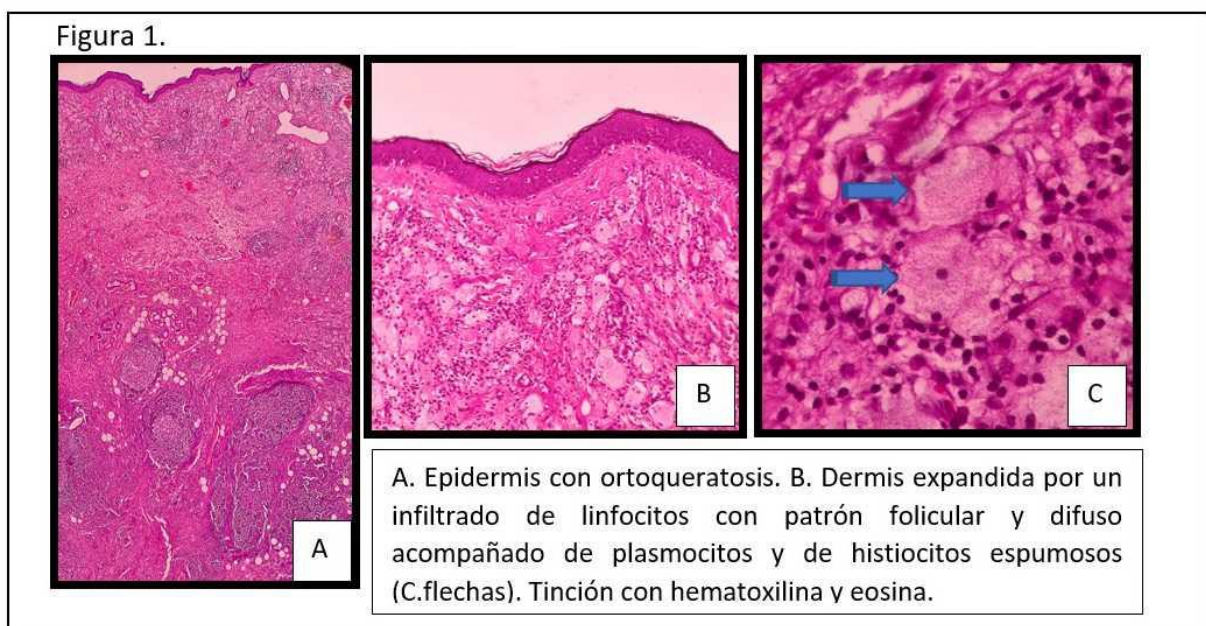 Figura 1.
A
B
C
A. Epidermis con ortoqueratosis. B. Dermis expandida por un
infiltrado de linfocitos con patrón folicular y difuso
acompañado de plasmocitos y de histiocitos espumosos
(C.flechas). Tinción con hematoxilina y eosina.